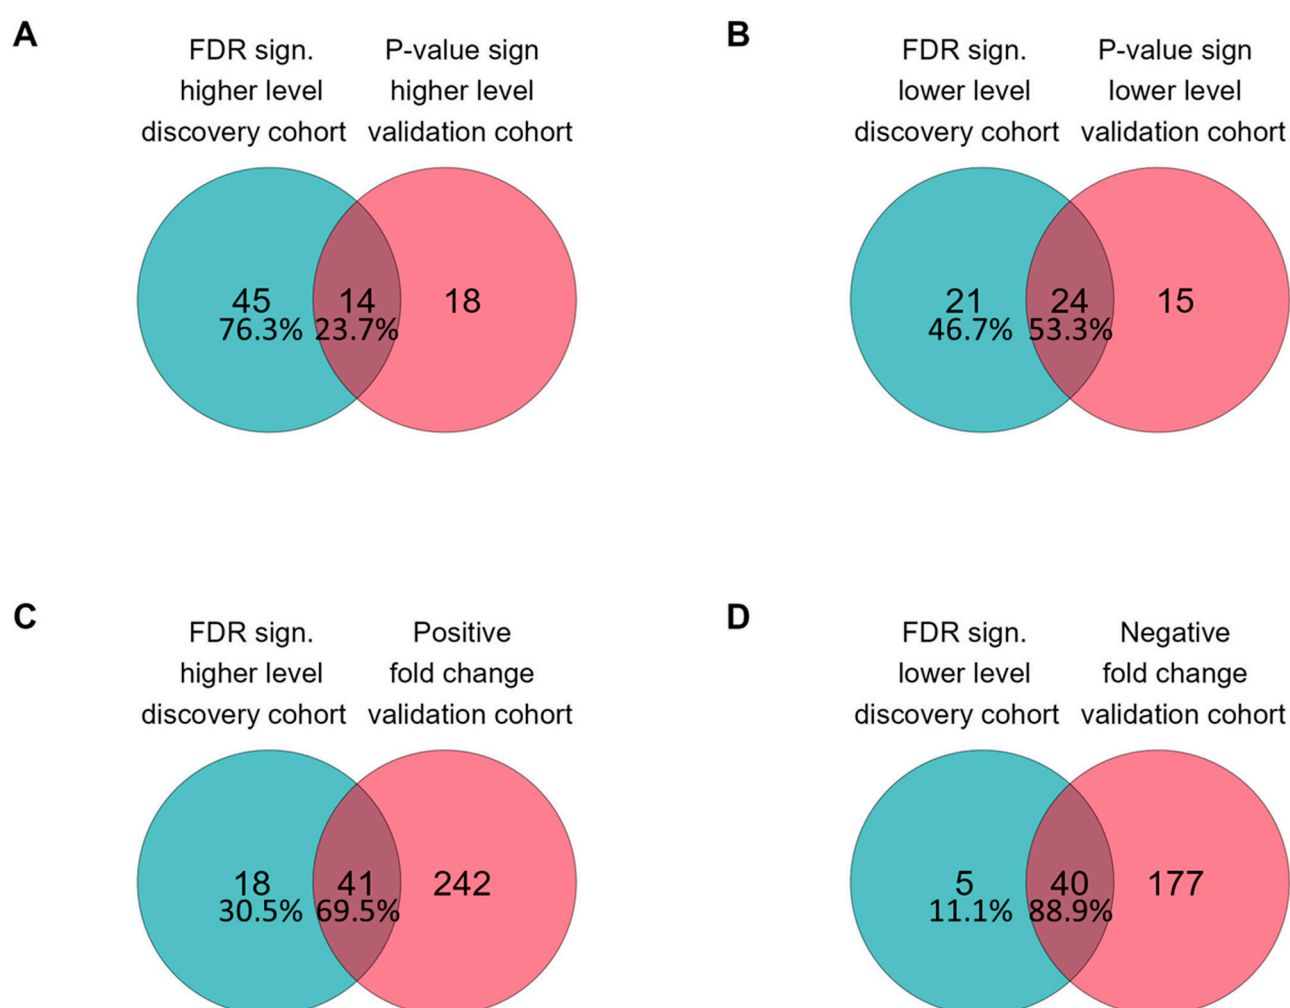 A
FDR sign.
higher level
discovery cohort
P-value sign
higher level
validation cohort
45
76.3%
14
23.7%
18
B
FDR sign.
lower level
discovery cohort
P-value sign
lower level
validation cohort
21
46.7%
24
53.3%
15
C
FDR sign.
higher level
discovery cohort
Positive
fold change
validation cohort
18
30.5%
41
69.5%
242
D
FDR sign.
lower level
discovery cohort
Negative
fold change
validation cohort
5
11.1%
40
88.9%
177